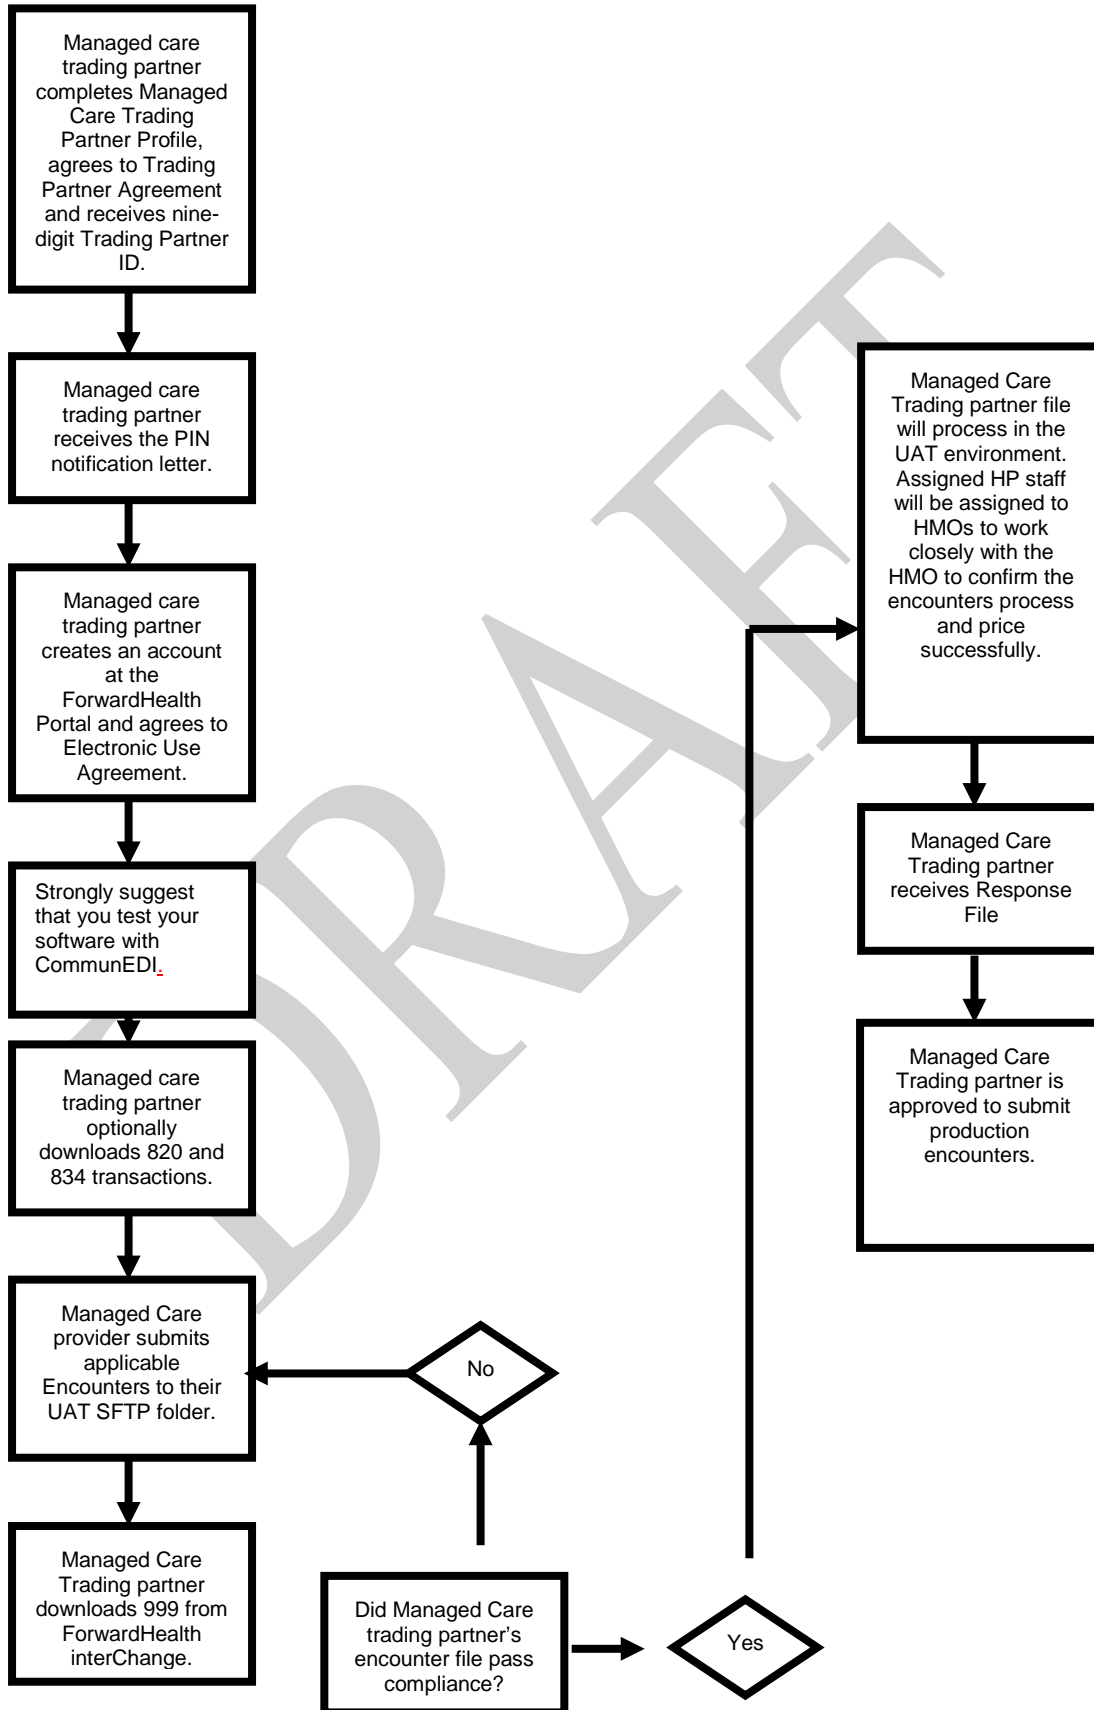 Managed care
trading partner
completes Managed
Care Trading
Partner Profile,
agrees to Trading
Partner Agreement
and receives nine-
digit Trading Partner
ID.
Managed care
trading partner
receives the PIN
notification letter.
Managed care
trading partner
creates an account
at the
ForwardHealth
Portal and agrees to
Electronic Use
Agreement.
Strongly suggest
that you test your
software with
CommunEDI.
Managed care
trading partner
optionally
downloads 820 and
834 transactions.
Managed Care
provider submits
applicable
Encounters to their
UAT SFTP folder.
Managed Care
Trading partner
downloads 999 from
ForwardHealth
interChange.
Did Managed Care
trading partner's
encounter file pass
compliance?
No
Yes
Managed Care
Trading partner file
will process in the
UAT environment.
Assigned HP staff
will be assigned to
HMOs to work
closely with the
HMO to confirm the
encounters process
and price
successfully.
Managed Care
Trading partner
receives Response
File
Managed Care
Trading partner is
approved to submit
production
encounters.
DRAFT